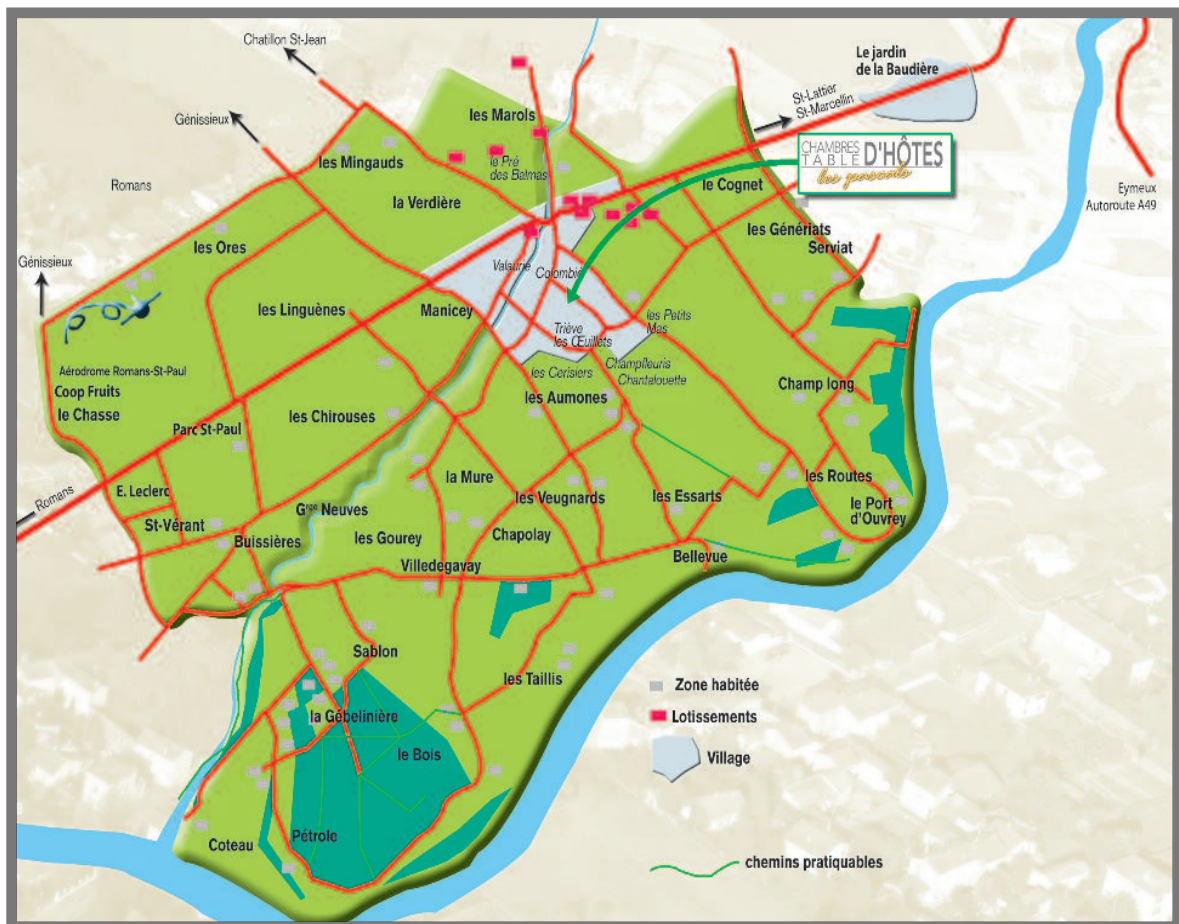 Chatillon St-Jean
Le jardin
de la Baudière
St-Lattier
St-Marcellin
les Marols
Génissieux
CHAMBRES
TABLE D'HÔTES
les mingauds
le Pré
des Balmas
Romans
le Cognet
Eymeux
Autoroute A49
la Verdière
les Ores
les Génériats
Serviat
Génissieux
Valaurie
Colombié
les Linguènes
Manicey
les Petits
Mas
Triève
les Œuillets
Aérodrome Romans-St-Paul
les Cerisiers
Champfleuris
Chantalouette
Coop Fruits
le Chasse
les Chirouses
les Aumones
Champ long
Parc St-Paul
la Mure
les Routes
E. Leclerc
Romans
les Veugnards
les Essarts
le Port
d'Ouvrey
St-Vérant
Gges Neuves
Buissières
les Gourey
Chapolay
Villedegavay
Bellevue
Sablon
les Taillis
Zone habitée
la Gébelinière
Lotissements
le Bois
Village
Pétrole
Coteau
chemins pratiquables